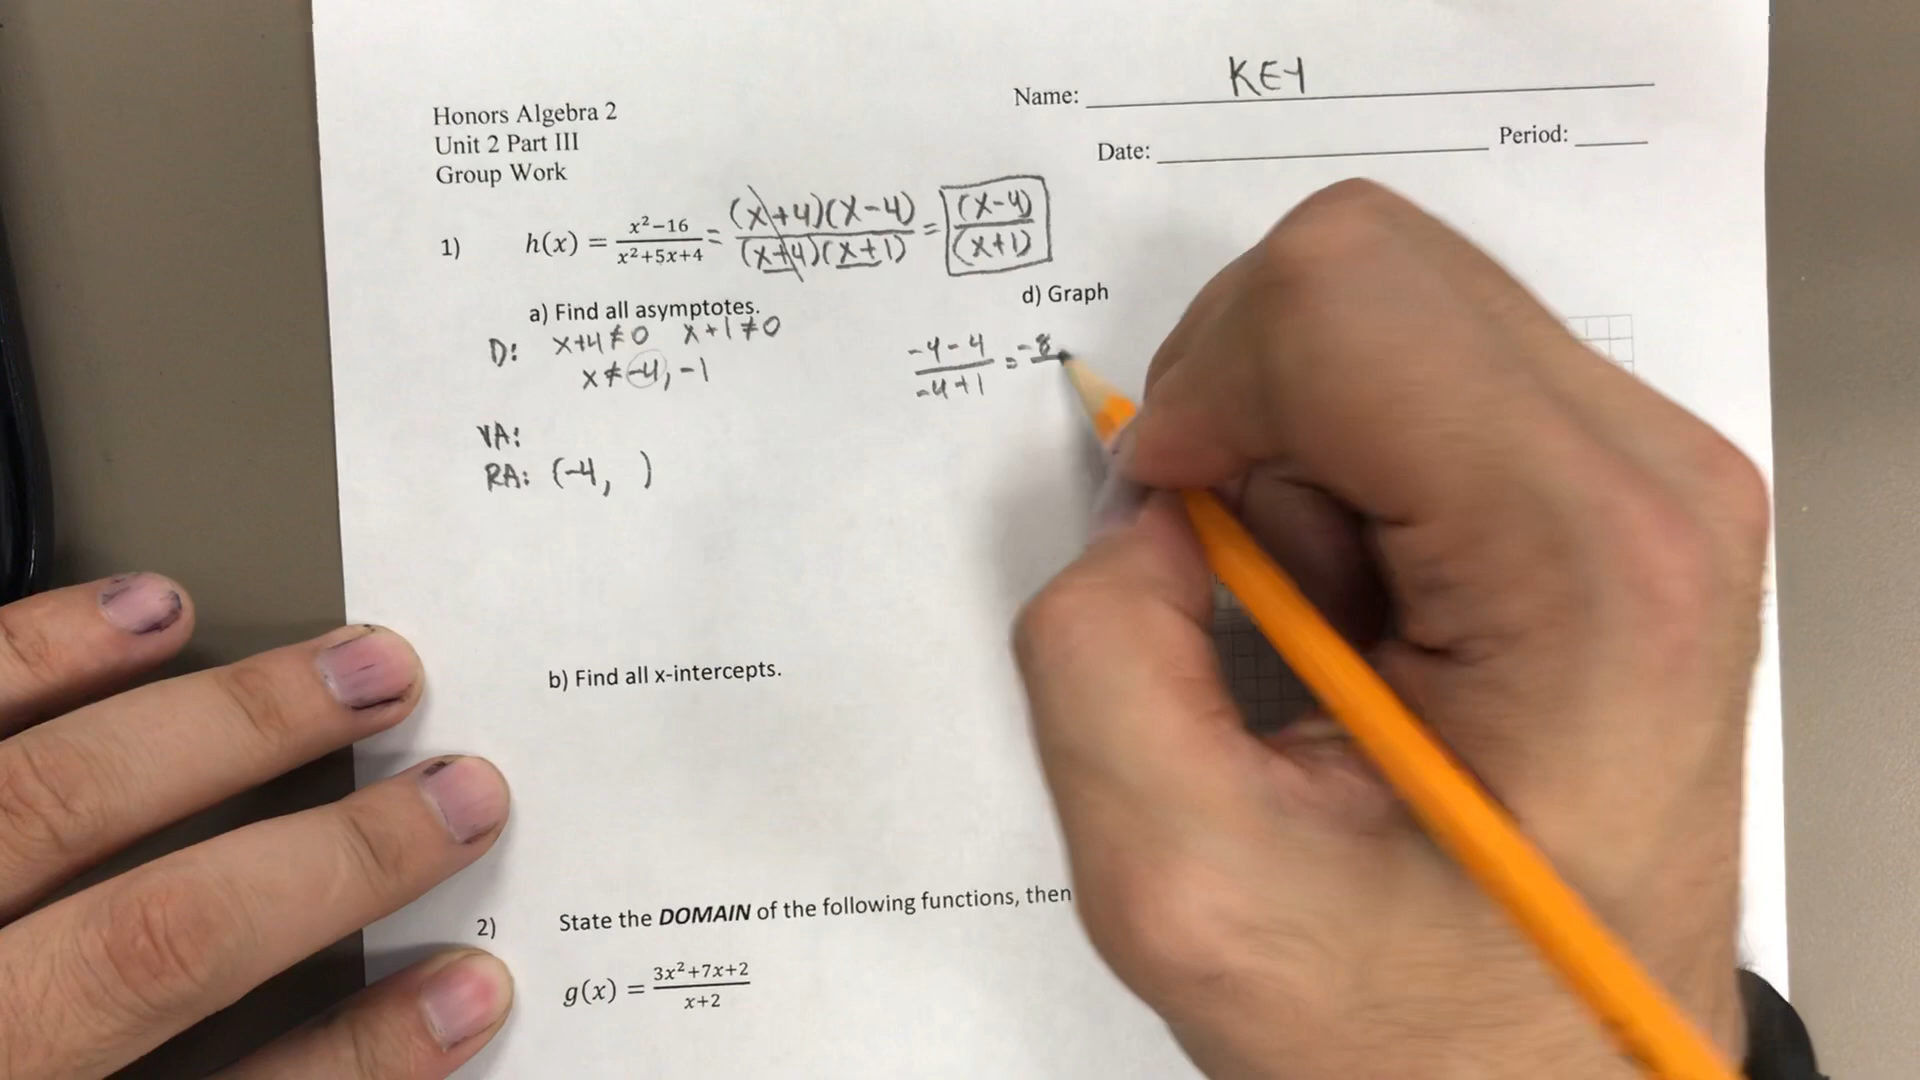 Name: KEY
Honors Algebra 2
Unit 2 Part III
Group Work
Date: Period:
1) h(x) = x²−16 / x²+5x+4 = (x+4)(x-4) / (x+4)(x+1) = (x-4) / (x+1)
a) Find all asymptotes.
d) Graph
D: x+4≠0 x+1≠0
x≠-4, -1
-4-4 / -4+1 = -8
VA:
RA: (-4, )
b) Find all x-intercepts.
2) State the DOMAIN of the following functions, then
g(x) = 3x²+7x+2 / x+2